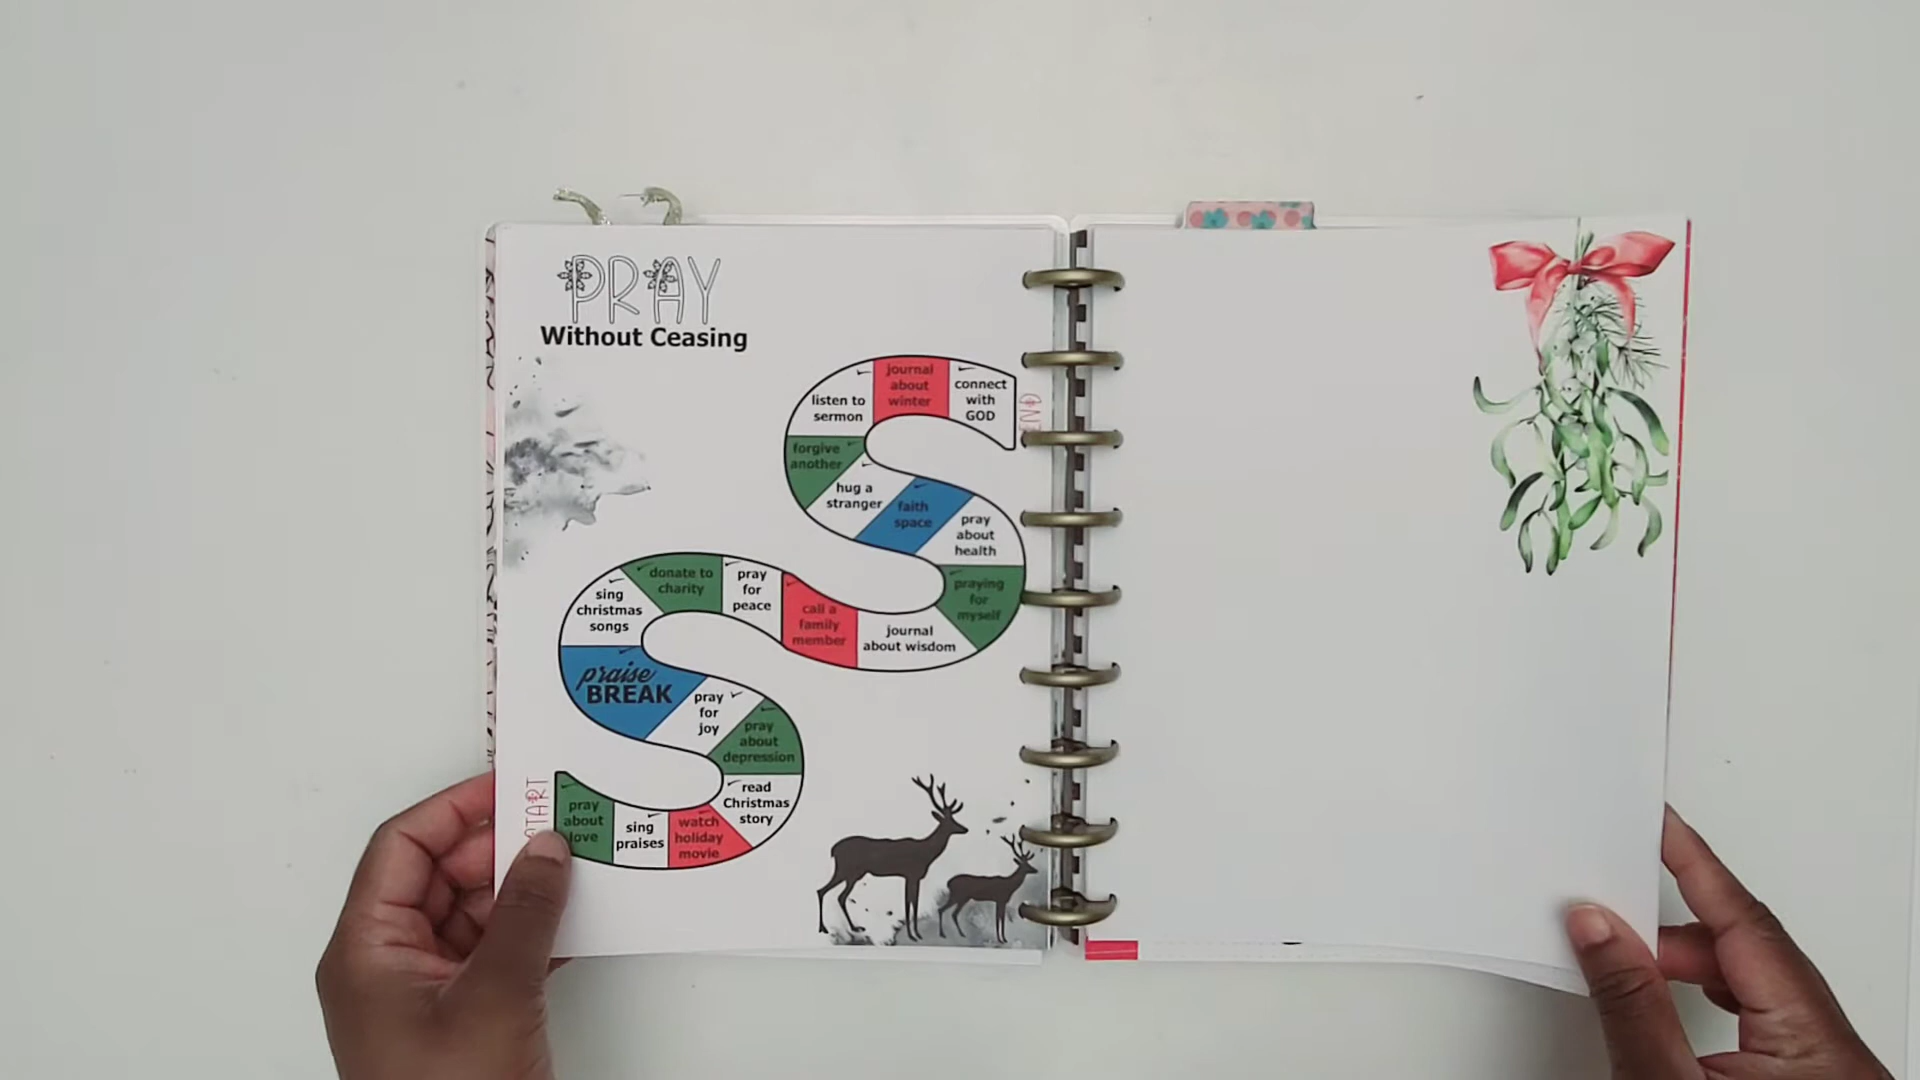 PRAY
Without Ceasing
END
connect
with
GOD
journal
about
winter
listen to
sermon
forgive
another
hug a
stranger
faith
space
pray
about
health
praying
for
myself
journal
about wisdom
call a
family
member
pray
for
peace
donate to
charity
sing
christmas
songs
praise
BREAK
pray
for
joy
pray
about
depression
read
Christmas
story
watch
holiday
movie
sing
praises
pray
about
love
START